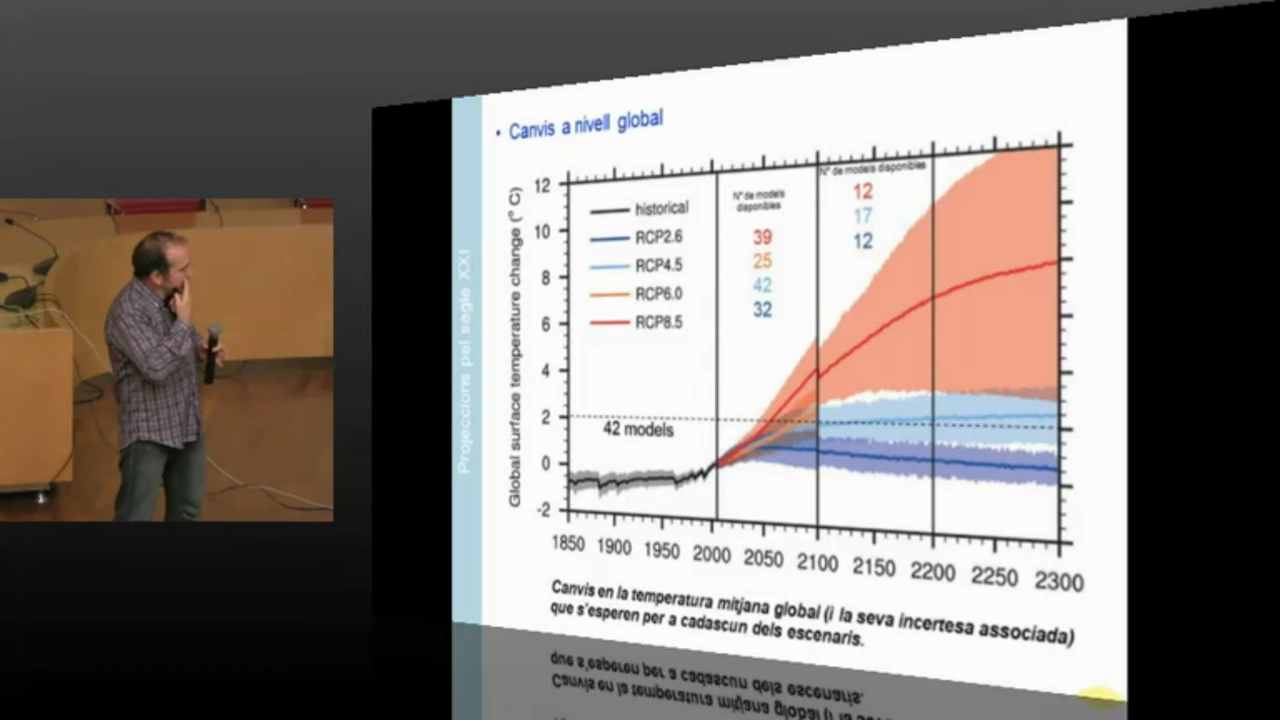 Projeccions pel segle XXI
• Canvis a nivell global
Global surface temperature change (° C)
12
10
8
6
4
2
0
-2
historical
RCP2.6
RCP4.5
RCP6.0
RCP8.5
42 models
Nº de models
disponibles
39
25
42
32
Nº de models disponibles
12
17
12
1850 1900 1950 2000 2050 2100 2150 2200 2250 2300
Canvis en la temperatura mitjana global (i la seva incertesa associada)
que s'esperen per a cadascun dels escenaris.